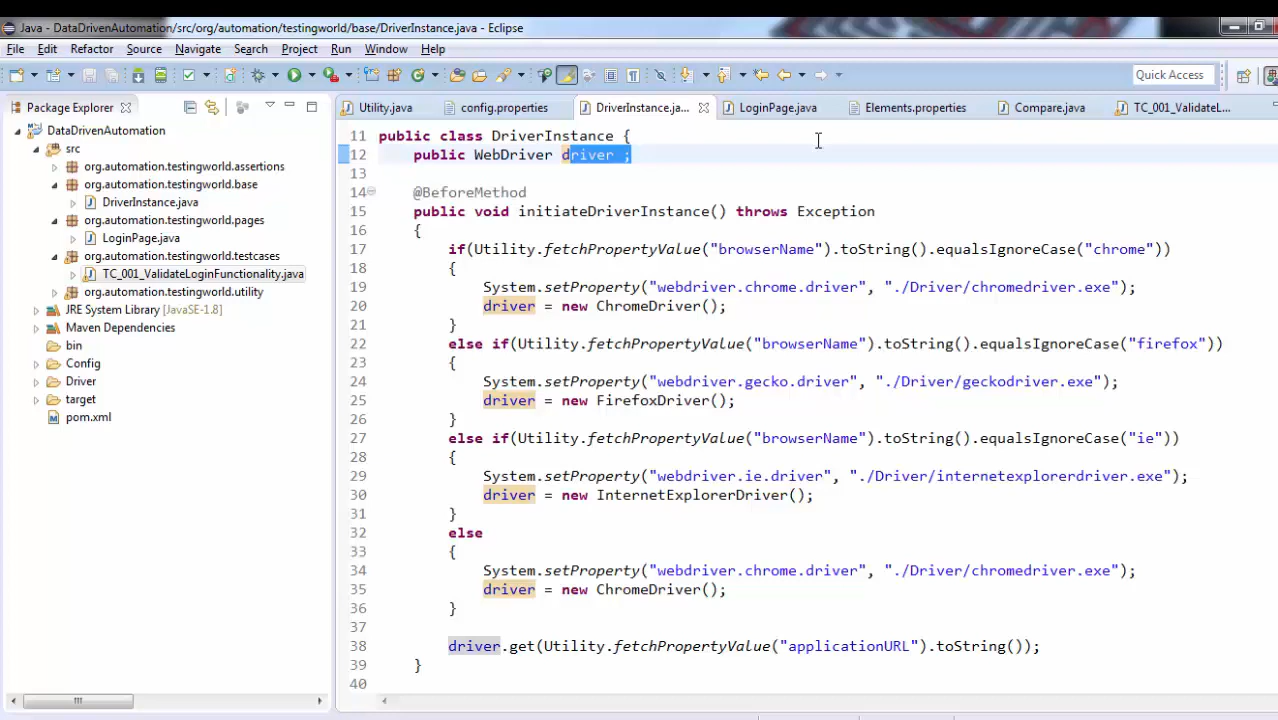 Java - DataDrivenAutomation/src/org/automation/testingworld/base/DriverInstance.java - Eclipse
File Edit Refactor Source Navigate Search Project Run Window Help
Quick Access
Package Explorer
Utility.java config.properties DriverInstance.ja... LoginPage.java Elements.properties Compare.java TC_001_ValidateL...
DataDrivenAutomation
src
org.automation.testingworld.assertions
org.automation.testingworld.base
DriverInstance.java
org.automation.testingworld.pages
LoginPage.java
org.automation.testingworld.testcases
TC_001_ValidateLoginFunctionality.java
org.automation.testingworld.utility
JRE System Library [JavaSE-1.8]
Maven Dependencies
bin
Config
Driver
target
pom.xml
11 public class DriverInstance {
12 public WebDriver driver ;
13
14 @BeforeMethod
15 public void initiateDriverInstance() throws Exception
16 {
17 if(Utility.fetchPropertyValue("browserName").toString().equalsIgnoreCase("chrome"))
18 {
19 System.setProperty("webdriver.chrome.driver", "./Driver/chromedriver.exe");
20 driver = new ChromeDriver();
21 }
22 else if(Utility.fetchPropertyValue("browserName").toString().equalsIgnoreCase("firefox"))
23 {
24 System.setProperty("webdriver.gecko.driver", "./Driver/geckodriver.exe");
25 driver = new FirefoxDriver();
26 }
27 else if(Utility.fetchPropertyValue("browserName").toString().equalsIgnoreCase("ie"))
28 {
29 System.setProperty("webdriver.ie.driver", "./Driver/internetexplorerdriver.exe");
30 driver = new InternetExplorerDriver();
31 }
32 else
33 {
34 System.setProperty("webdriver.chrome.driver", "./Driver/chromedriver.exe");
35 driver = new ChromeDriver();
36 }
37
38 driver.get(Utility.fetchPropertyValue("applicationURL").toString());
39 }
40